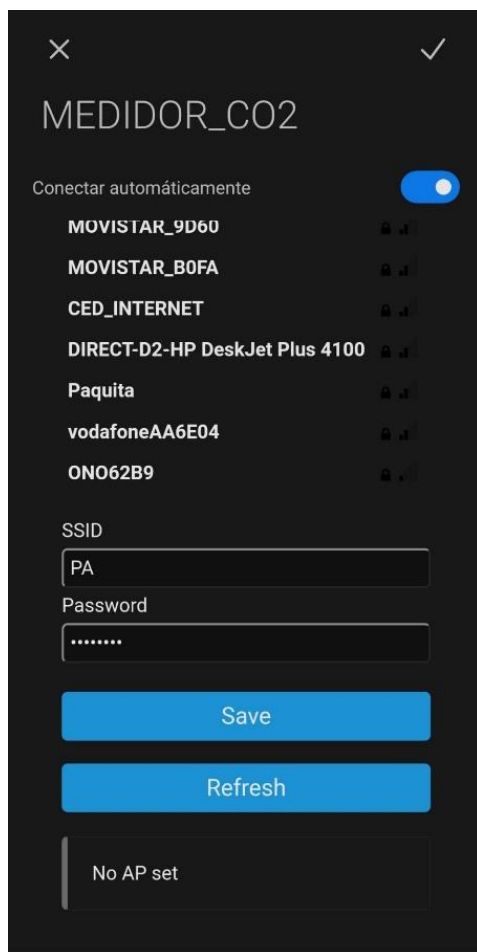 MEDIDOR_CO2
Conectar automáticamente
MOVISTAR_9D60
MOVISTAR_B0FA
CED_INTERNET
DIRECT-D2-HP DeskJet Plus 4100
Paquita
vodafoneAA6E04
ONO62B9
SSID
PA
Password
••••••••
Save
Refresh
No AP set